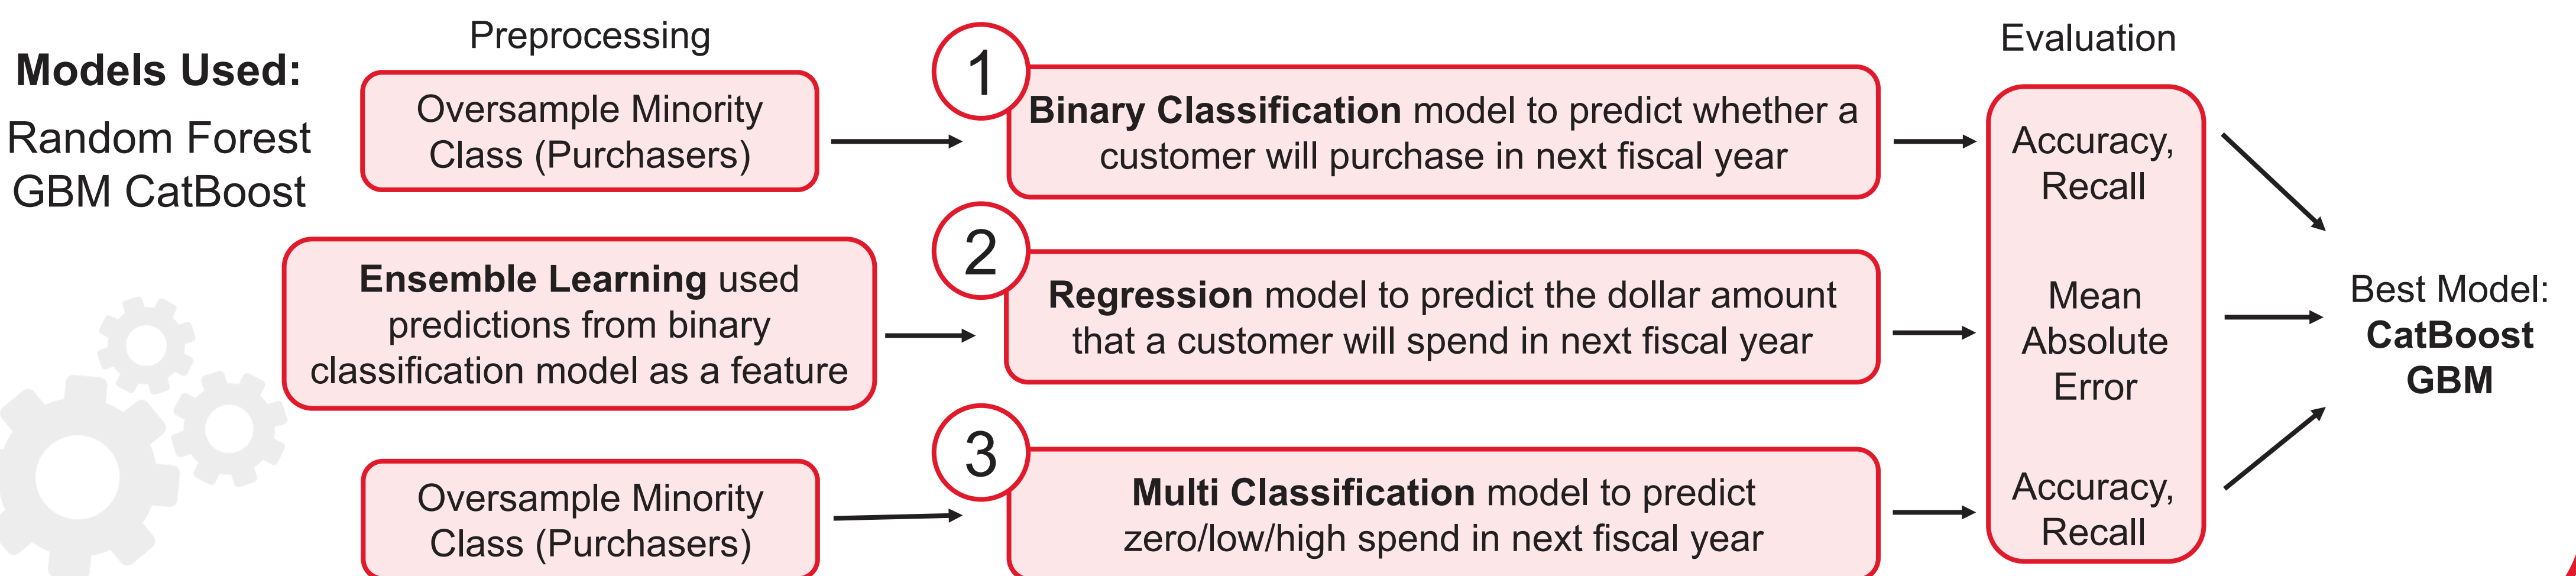 Models Used:
Random Forest
GBM CatBoost
Preprocessing
Oversample Minority
Class (Purchasers)
1
Binary Classification model to predict whether a
customer will purchase in next fiscal year
Evaluation
Accuracy,
Recall
Ensemble Learning used
predictions from binary
classification model as a feature
2
Regression model to predict the dollar amount
that a customer will spend in next fiscal year
Mean
Absolute
Error
Oversample Minority
Class (Purchasers)
3
Multi Classification model to predict
zero/low/high spend in next fiscal year
Accuracy,
Recall
Best Model:
CatBoost
GBM